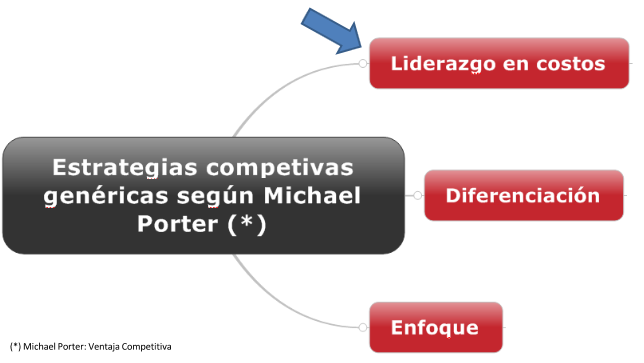 Liderazgo en costos
Estrategias competivas
genéricas según Michael
Porter (*)
Diferenciación
Enfoque
(*) Michael Porter: Ventaja Competitiva